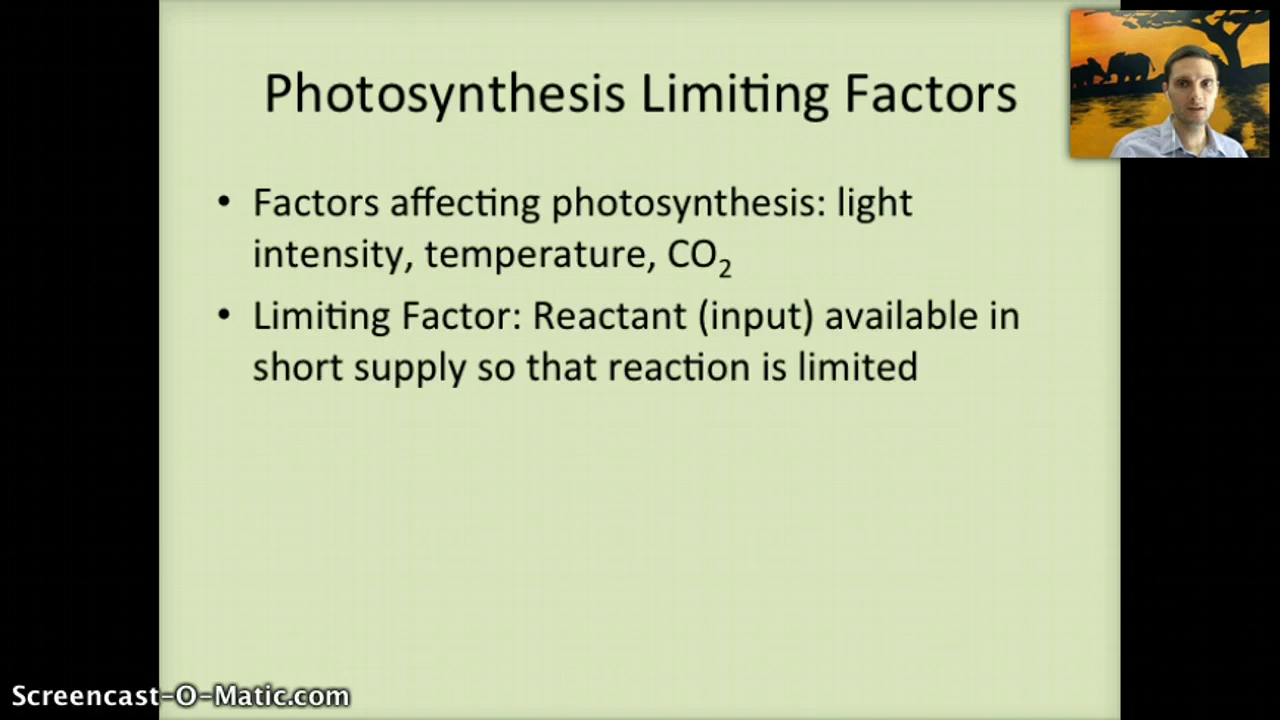 Photosynthesis Limiting Factors
• Factors affecting photosynthesis: light
intensity, temperature, CO₂
• Limiting Factor: Reactant (input) available in
short supply so that reaction is limited
Screencast-O-Matic.com